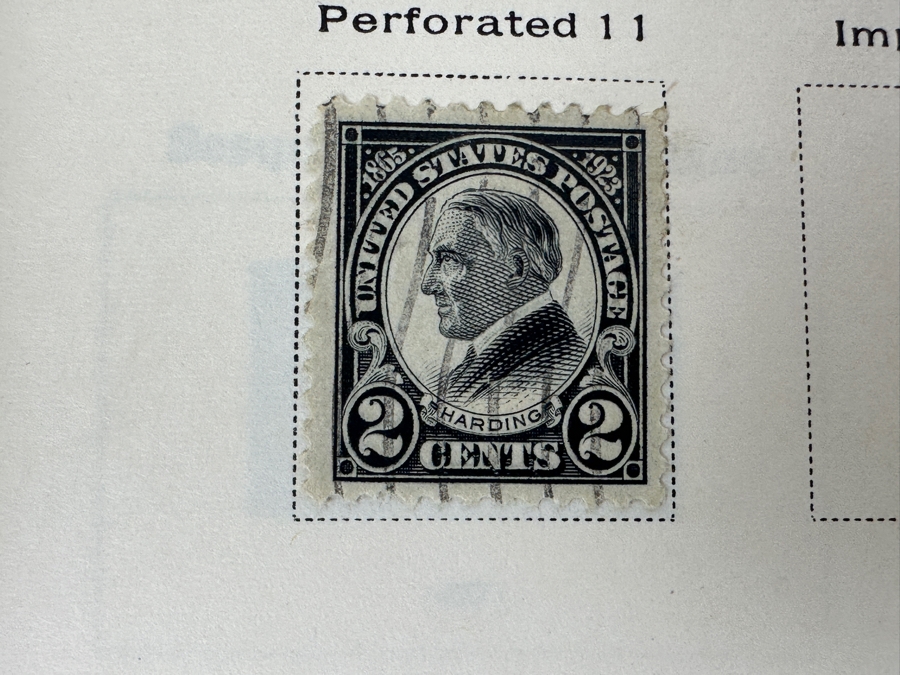 Perforated 11
Imp
1865 1923
UNITED STATES POSTAGE
HARDING
2 CENTS 2